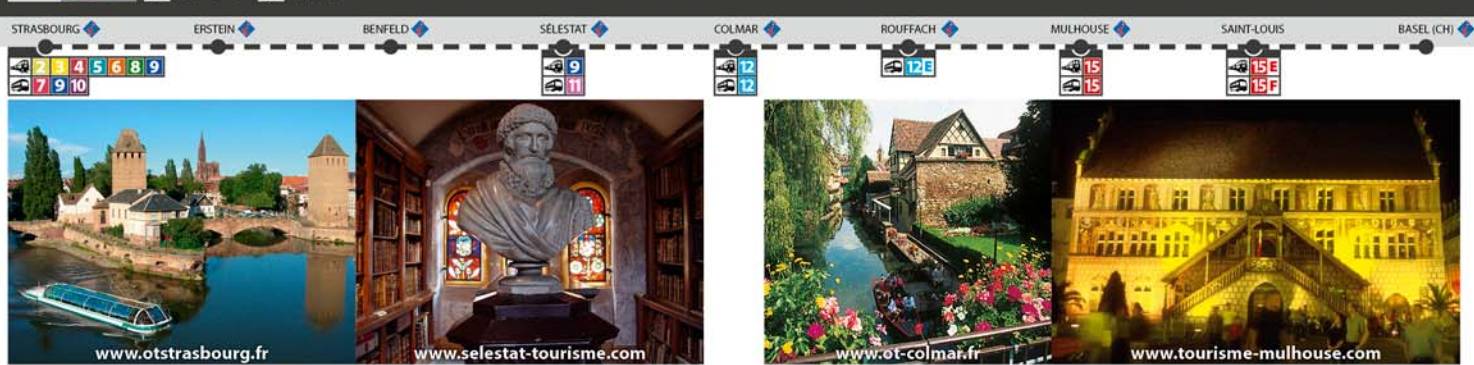 STRASBOURG ERSTEIN BENFELD SÉLESTAT COLMAR ROUFFACH MULHOUSE SAINT-LOUIS BASEL (CH)
2 3 4 5 6 8 9 9 12 12E 15 15E
7 9 10 11 12 15 15F
www.otstrasbourg.fr www.selestat-tourisme.com www.ot-colmar.fr www.tourisme-mulhouse.com